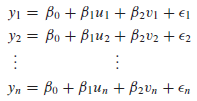 y₁ = β₀ + β₁u₁ + β₂v₁ + ϵ₁
y₂ = β₀ + β₁u₂ + β₂v₂ + ϵ₂
⋮ ⋮
yₙ = β₀ + β₁uₙ + β₂vₙ + ϵₙ